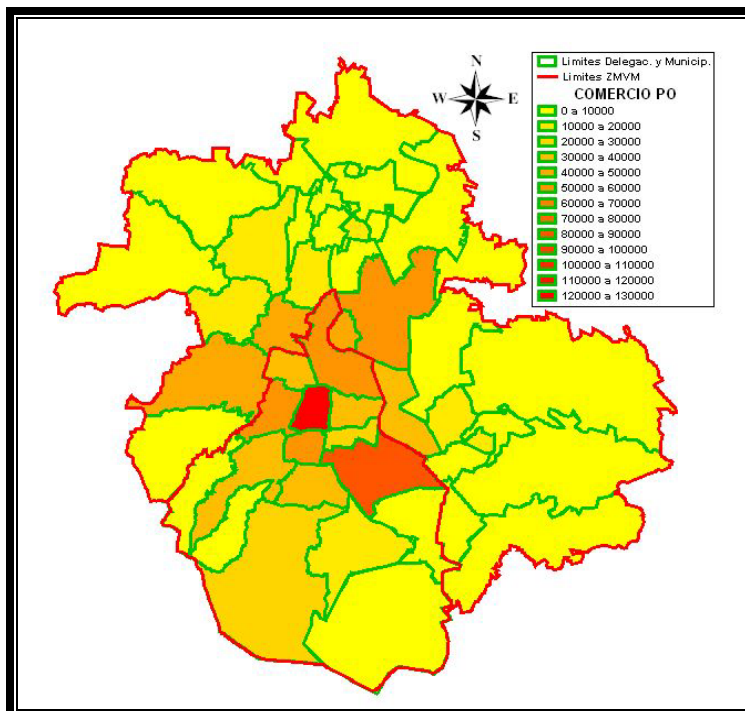 N
W E
S
Limites Delegac. y Municip.
Limites ZMVM
COMERCIO PO
0 a 10000
10000 a 20000
20000 a 30000
30000 a 40000
40000 a 50000
50000 a 60000
60000 a 70000
70000 a 80000
80000 a 90000
90000 a 100000
100000 a 110000
110000 a 120000
120000 a 130000